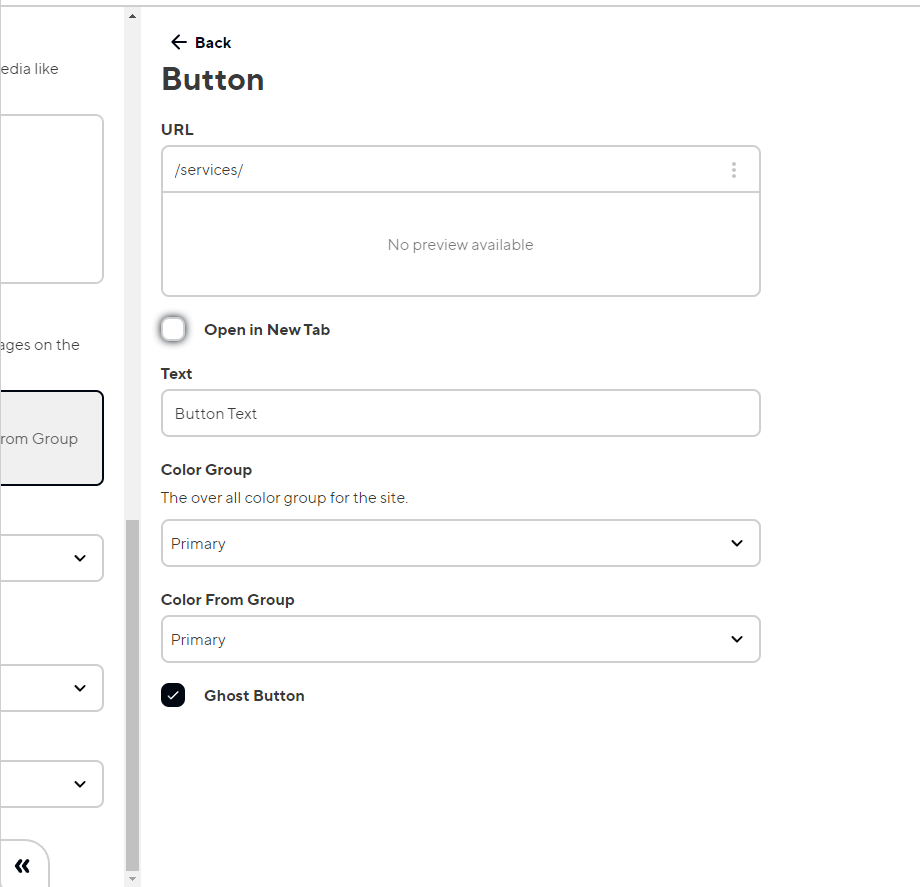 edia like
ages on the
rom Group
Back
Button
URL
/services/
No preview available
Open in New Tab
Text
Button Text
Color Group
The over all color group for the site.
Primary
Color From Group
Primary
Ghost Button